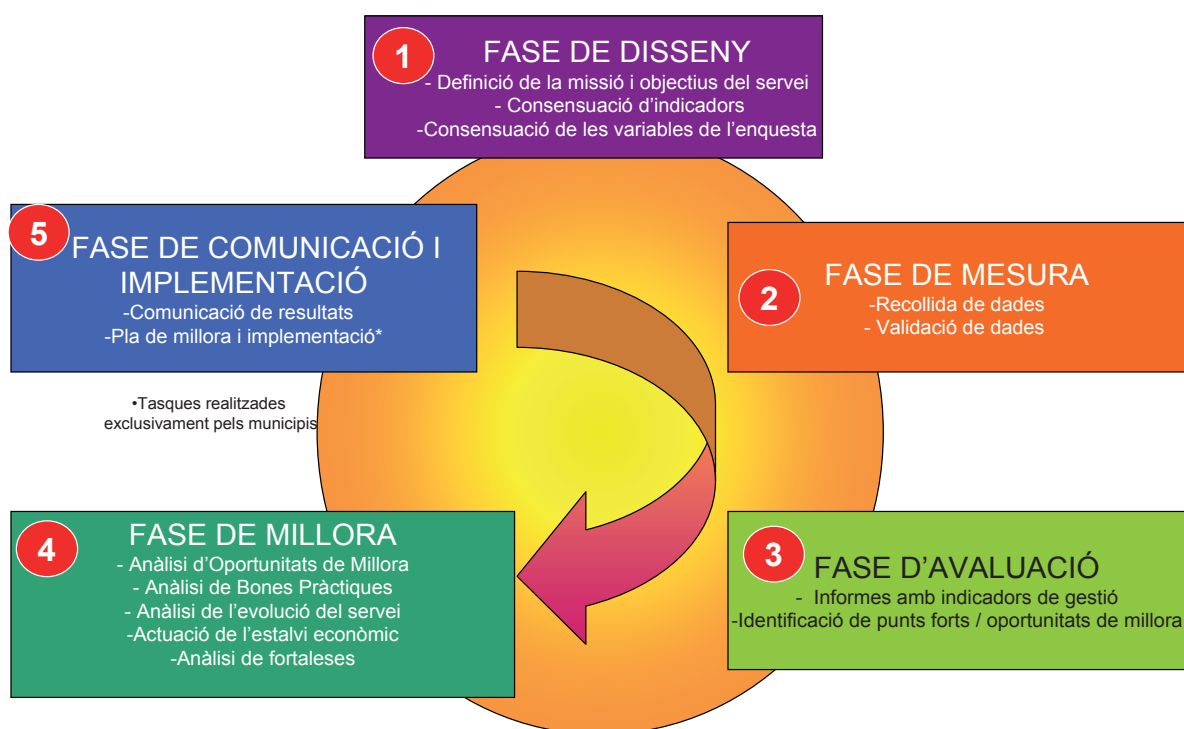 1
FASE DE DISSENY
- Definició de la missió i objectius del servei
- Consensuació d'indicadors
-Consensuació de les variables de l'enquesta
2
FASE DE MESURA
-Recollida de dades
- Validació de dades
3
FASE D'AVALUACIÓ
- Informes amb indicadors de gestió
-Identificació de punts forts / oportunitats de millora
4
FASE DE MILLORA
- Anàlisi d'Oportunitats de Millora
- Anàlisi de Bones Pràctiques
- Anàlisi de l'evolució del servei
-Actuació de l'estalvi econòmic
-Anàlisi de fortaleses
5
FASE DE COMUNICACIÓ I
IMPLEMENTACIÓ
-Comunicació de resultats
-Pla de millora i implementació*
•Tasques realitzades
exclusivament pels municipis